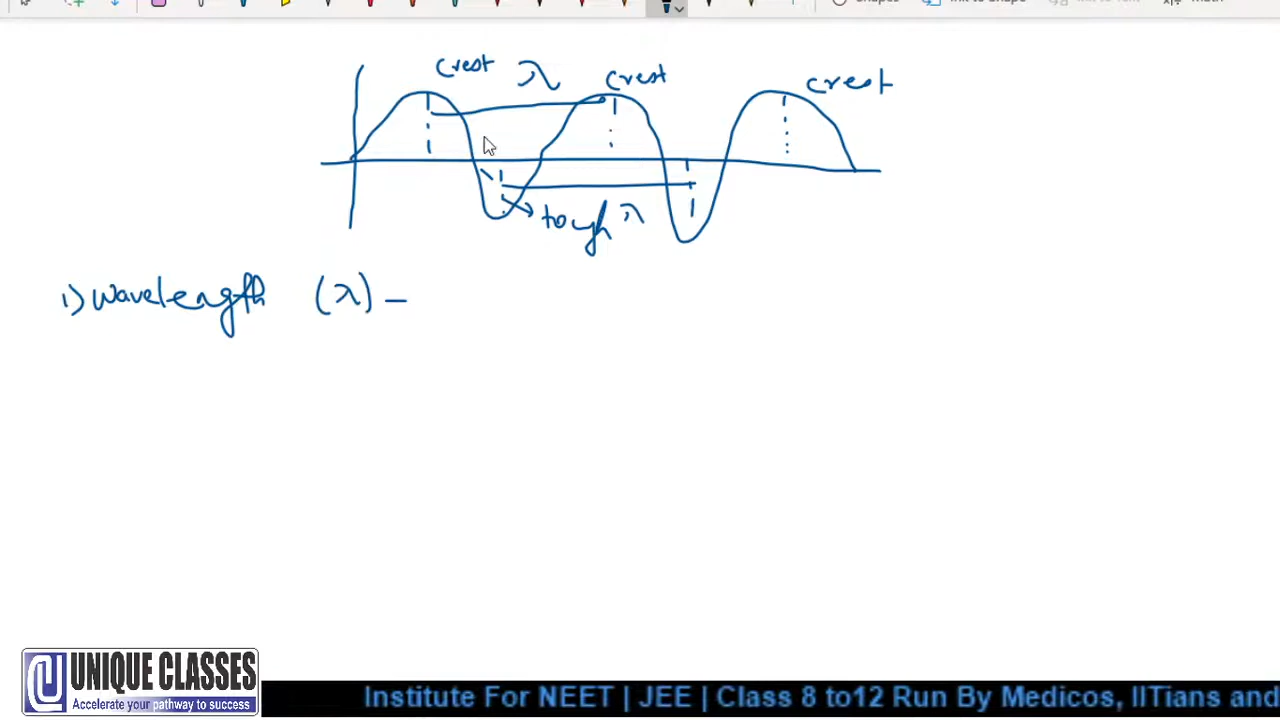 crest λ crest crest
tough λ
1) wavelength (λ) -
UNIQUE CLASSES
Accelerate your pathway to success
Institute For NEET | JEE | Class 8 to12 Run By Medicos, IITians and